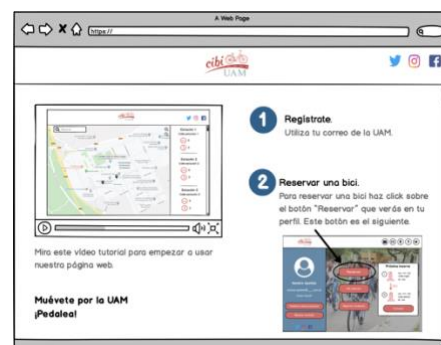 A Web Page
https://
cibi
UAM
1 Regístrate.
Utiliza tu correo de la UAM.
2 Reservar una bici.
Para reservar una bici haz click sobre
el botón "Reservar" que verás en tu
perfil. Este botón es el siguiente.
Mira este vídeo tutorial para empezar a usar
nuestra página web.
Muévete por la UAM
¡Pedalea!